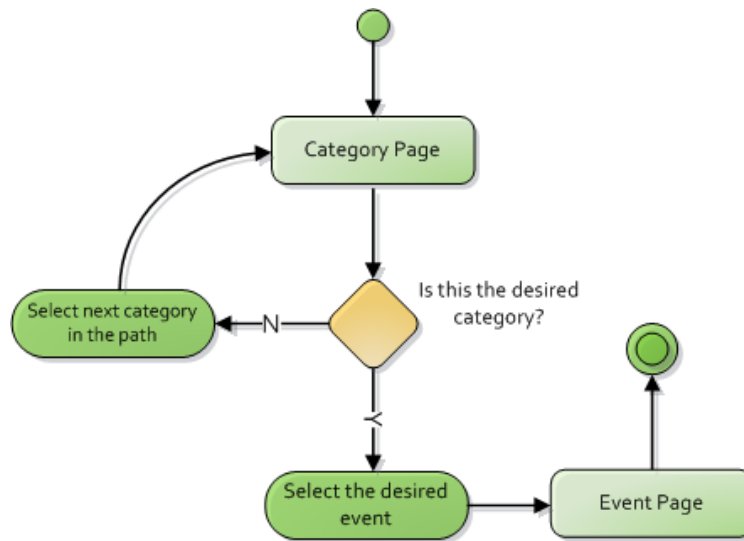 Category Page
Is this the desired
category?
Select next category
in the path
N
Y
Select the desired
event
Event Page